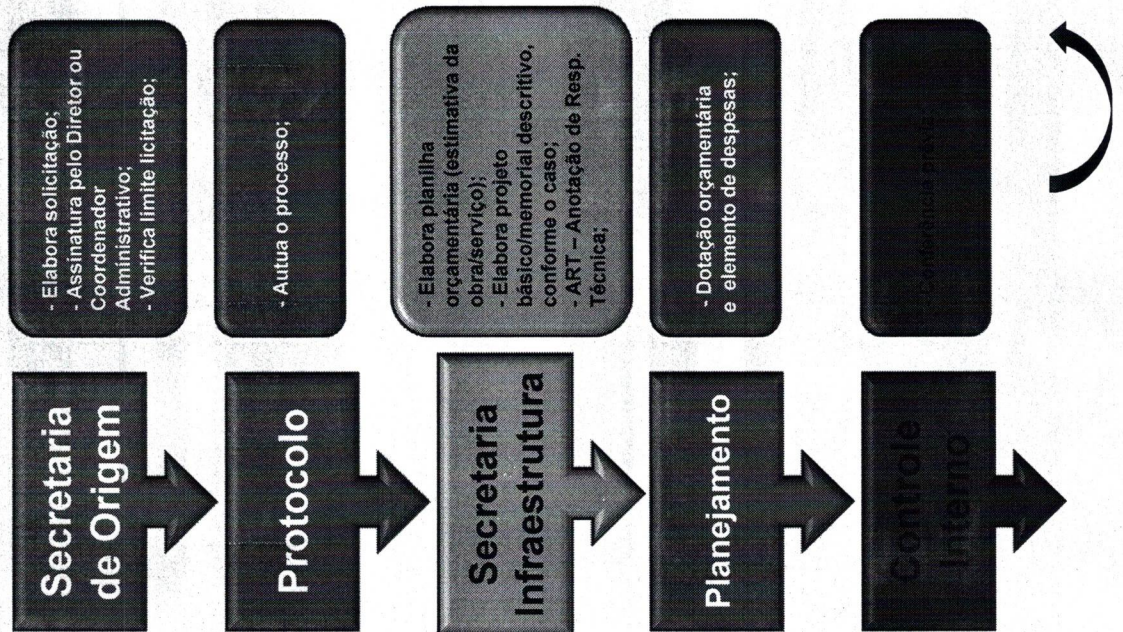 Secretaria
de Origem
- Elabora solicitação;
- Assinatura pelo Diretor ou
Coordenador
Administrativo;
- Verifica limite licitação;
Protocolo
- Autua o processo;
Secretaria
Infraestrutura
- Elabora planilha
orçamentária (estimativa da
obra/serviço);
- Elabora projeto
básico/memorial descritivo,
conforme o caso;
- ART – Anotação de Resp.
Técnica;
Planejamento
- Dotação orçamentária
e elemento de despesas;
Controle
Interno
- Conferência prévia;